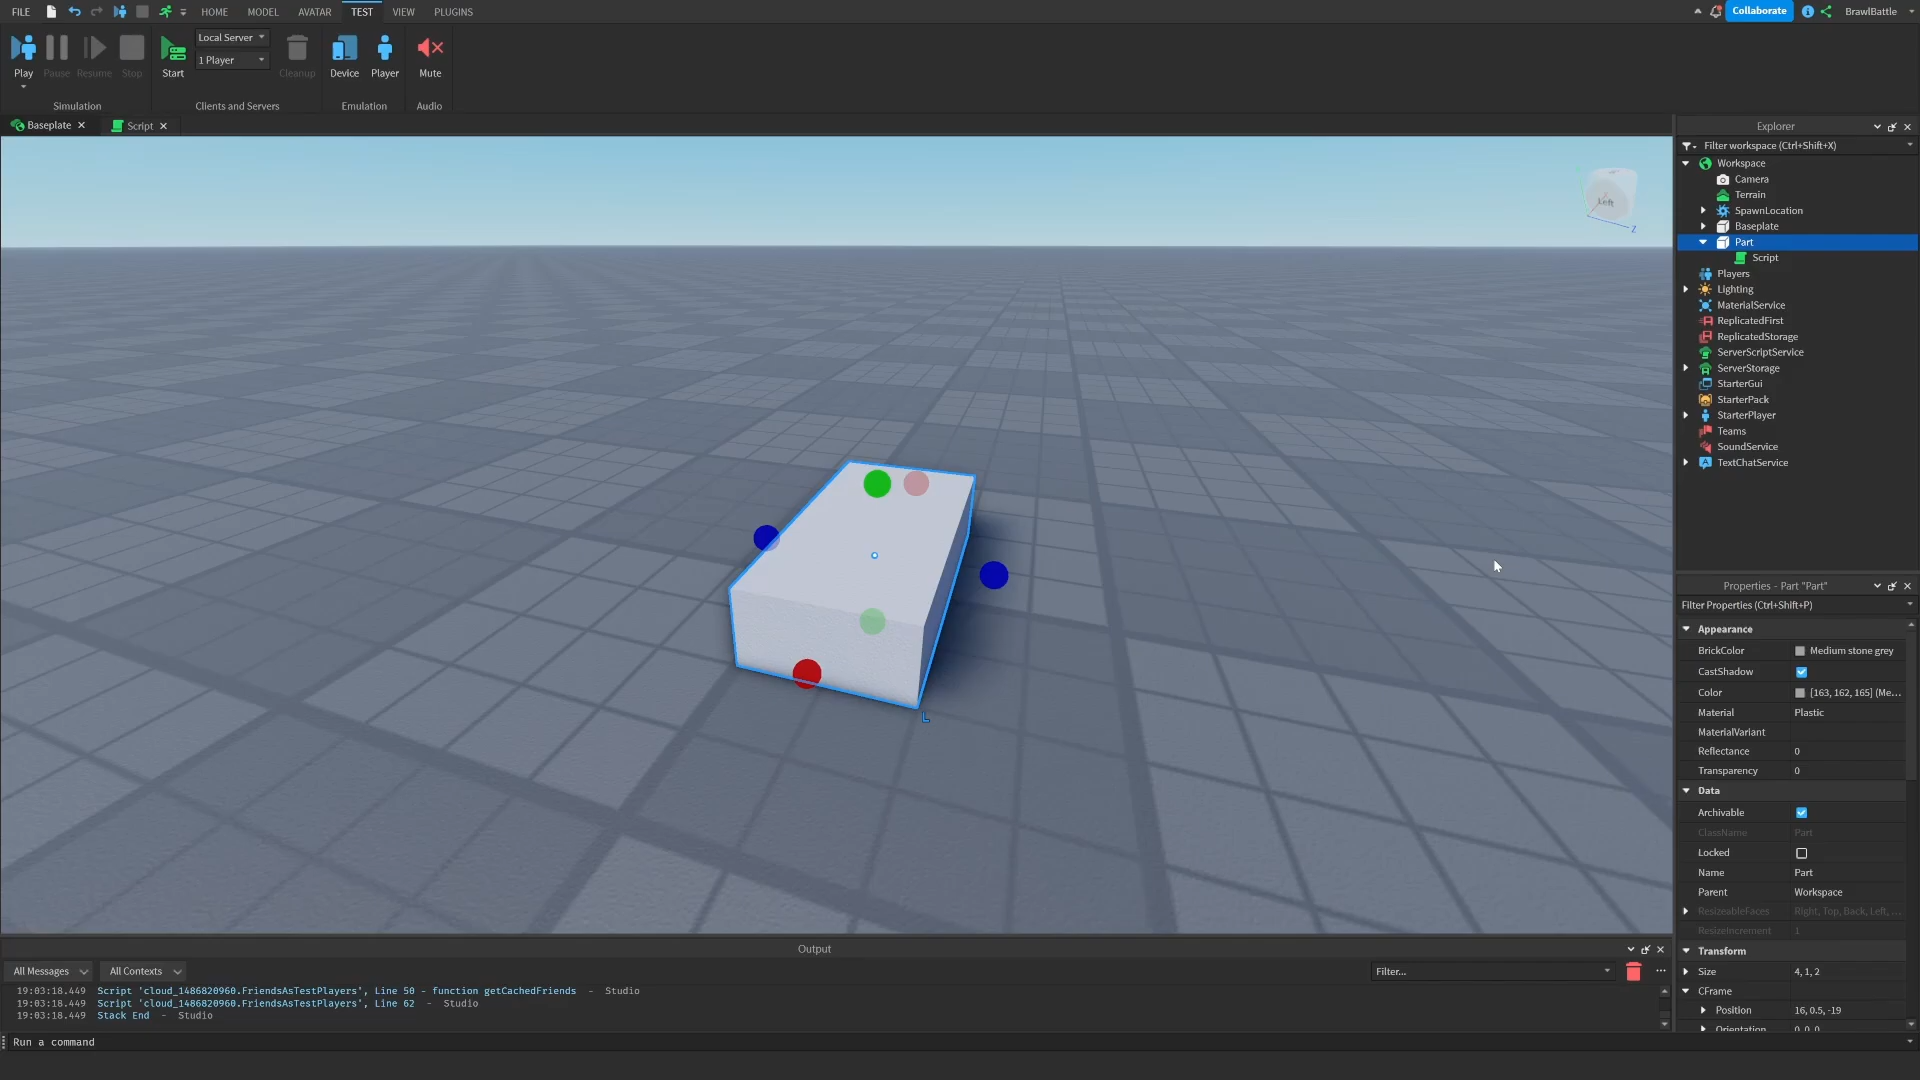 FILE HOME MODEL AVATAR TEST VIEW PLUGINS Collaborate BrawlBattle
Play Pause Resume Stop Start Local Server 1 Player Cleanup Device Player Mute
Simulation Clients and Servers Emulation Audio
Baseplate Script
Left
Z
L
Explorer
Filter workspace (Ctrl+Shift+X)
Workspace
Camera
Terrain
SpawnLocation
Baseplate
Part
Script
Players
Lighting
MaterialService
ReplicatedFirst
ReplicatedStorage
ServerScriptService
ServerStorage
StarterGui
StarterPack
StarterPlayer
Teams
SoundService
TextChatService
Properties - Part "Part"
Filter Properties (Ctrl+Shift+P)
Appearance
BrickColor Medium stone grey
CastShadow
Color [163, 162, 165] (Me...
Material Plastic
MaterialVariant
Reflectance 0
Transparency 0
Data
Archivable
ClassName Part
Locked
Name Part
Parent Workspace
ResizeableFaces Right, Top, Back, Left, ...
ResizeIncrement 1
Transform
Size 4, 1, 2
CFrame
Position 16, 0.5, -19
Orientation 0, 0, 0
Output
All Messages All Contexts Filter...
19:03:18.449 Script 'cloud_1486820960.FriendsAsTestPlayers', Line 50 - function getCachedFriends - Studio
19:03:18.449 Script 'cloud_1486820960.FriendsAsTestPlayers', Line 62 - Studio
19:03:18.449 Stack End - Studio
Run a command